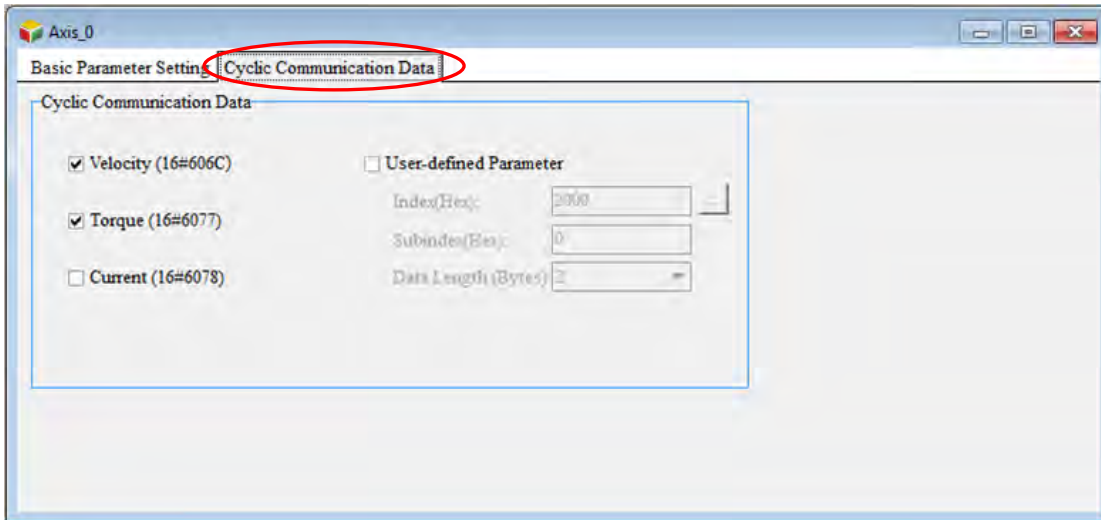 Axis_0
Basic Parameter Setting Cyclic Communication Data
Cyclic Communication Data
Velocity (16#606C) User-defined Parameter
Index(Hex): 2000
Torque (16#6077)
Subindex(Hex): 0
Current (16#6078) Data Length (Bytes) 2